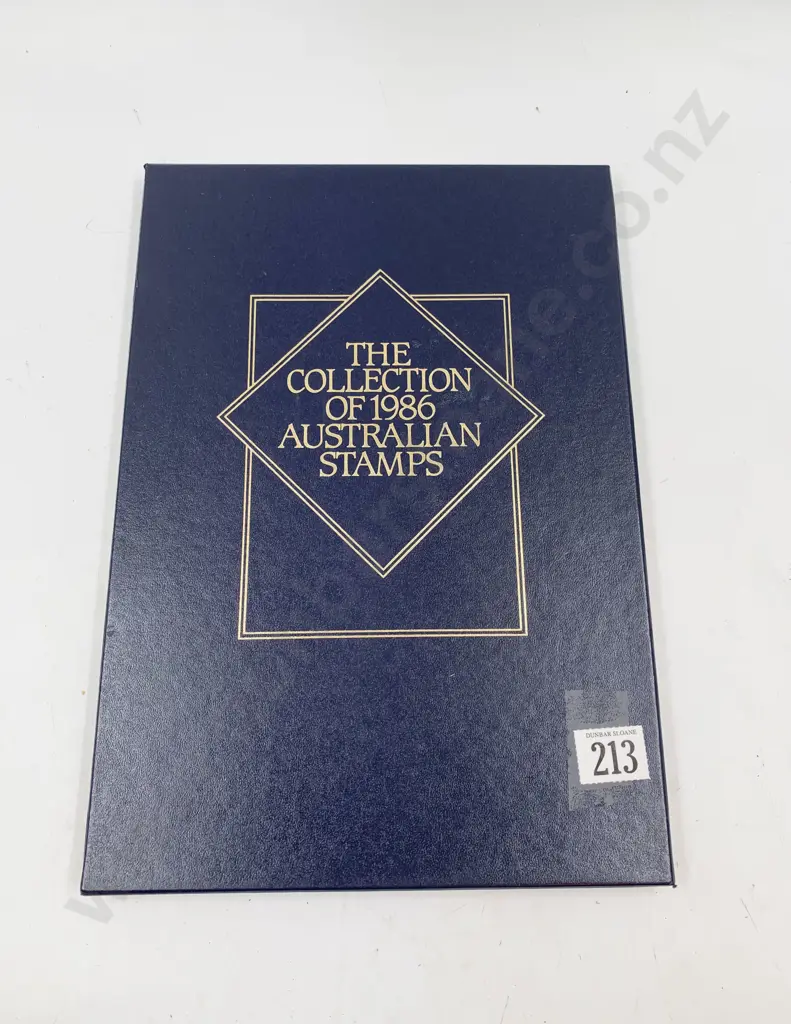 THE
COLLECTION
OF 1986
AUSTRALIAN
STAMPS
DUNBAR SLOANE
213